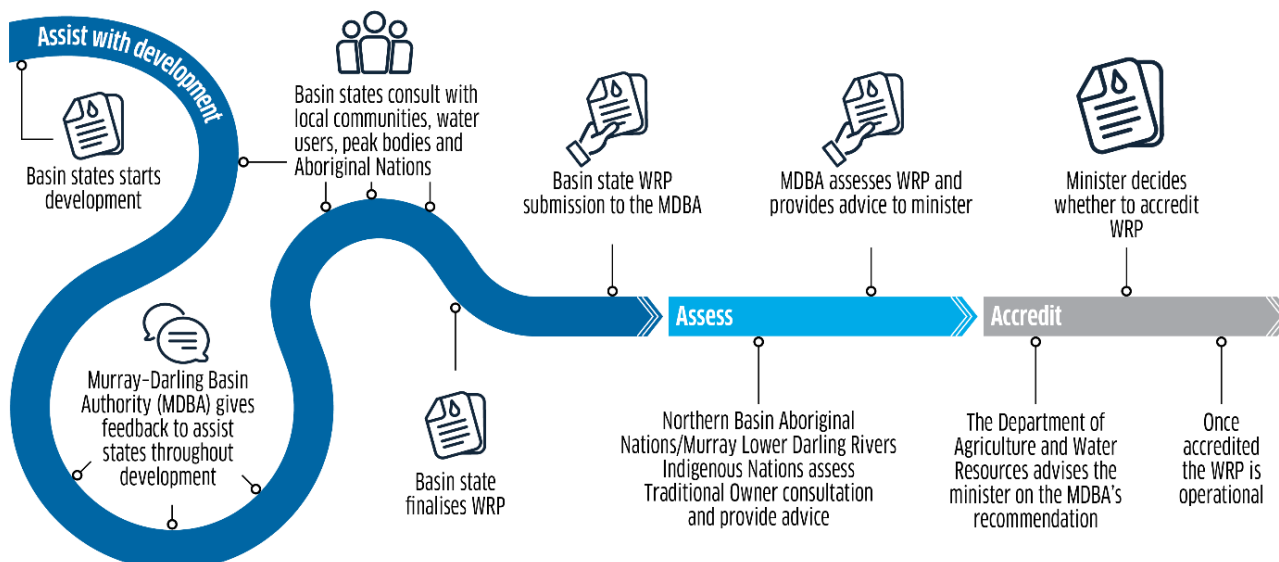 Assist with development
Basin states starts
development
Basin states consult with
local communities, water
users, peak bodies and
Aboriginal Nations
Murray–Darling Basin
Authority (MDBA) gives
feedback to assist
states throughout
development
Basin state
finalises WRP
Basin state WRP
submission to the MDBA
Assess
MDBA assesses WRP and
provides advice to minister
Northern Basin Aboriginal
Nations/Murray Lower Darling Rivers
Indigenous Nations assess
Traditional Owner consultation
and provide advice
Accredit
Minister decides
whether to accredit
WRP
The Department of
Agriculture and Water
Resources advises the
minister on the MDBA's
recommendation
Once
accredited
the WRP is
operational